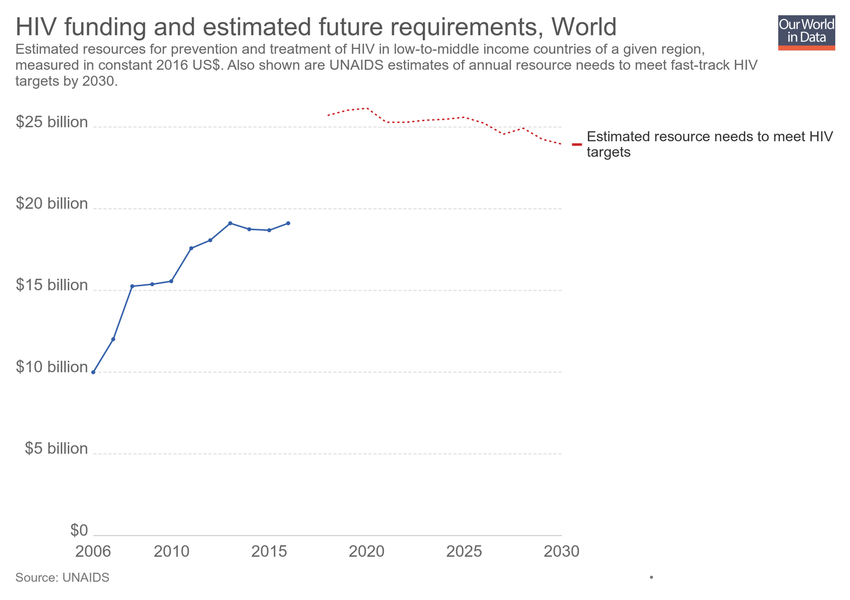 HIV funding and estimated future requirements, World
Our World
in Data
Estimated resources for prevention and treatment of HIV in low-to-middle income countries of a given region,
measured in constant 2016 US$. Also shown are UNAIDS estimates of annual resource needs to meet fast-track HIV
targets by 2030.
$25 billion
Estimated resource needs to meet HIV
targets
$20 billion
$15 billion
$10 billion
$5 billion
$0
2006 2010 2015 2020 2025 2030
Source: UNAIDS